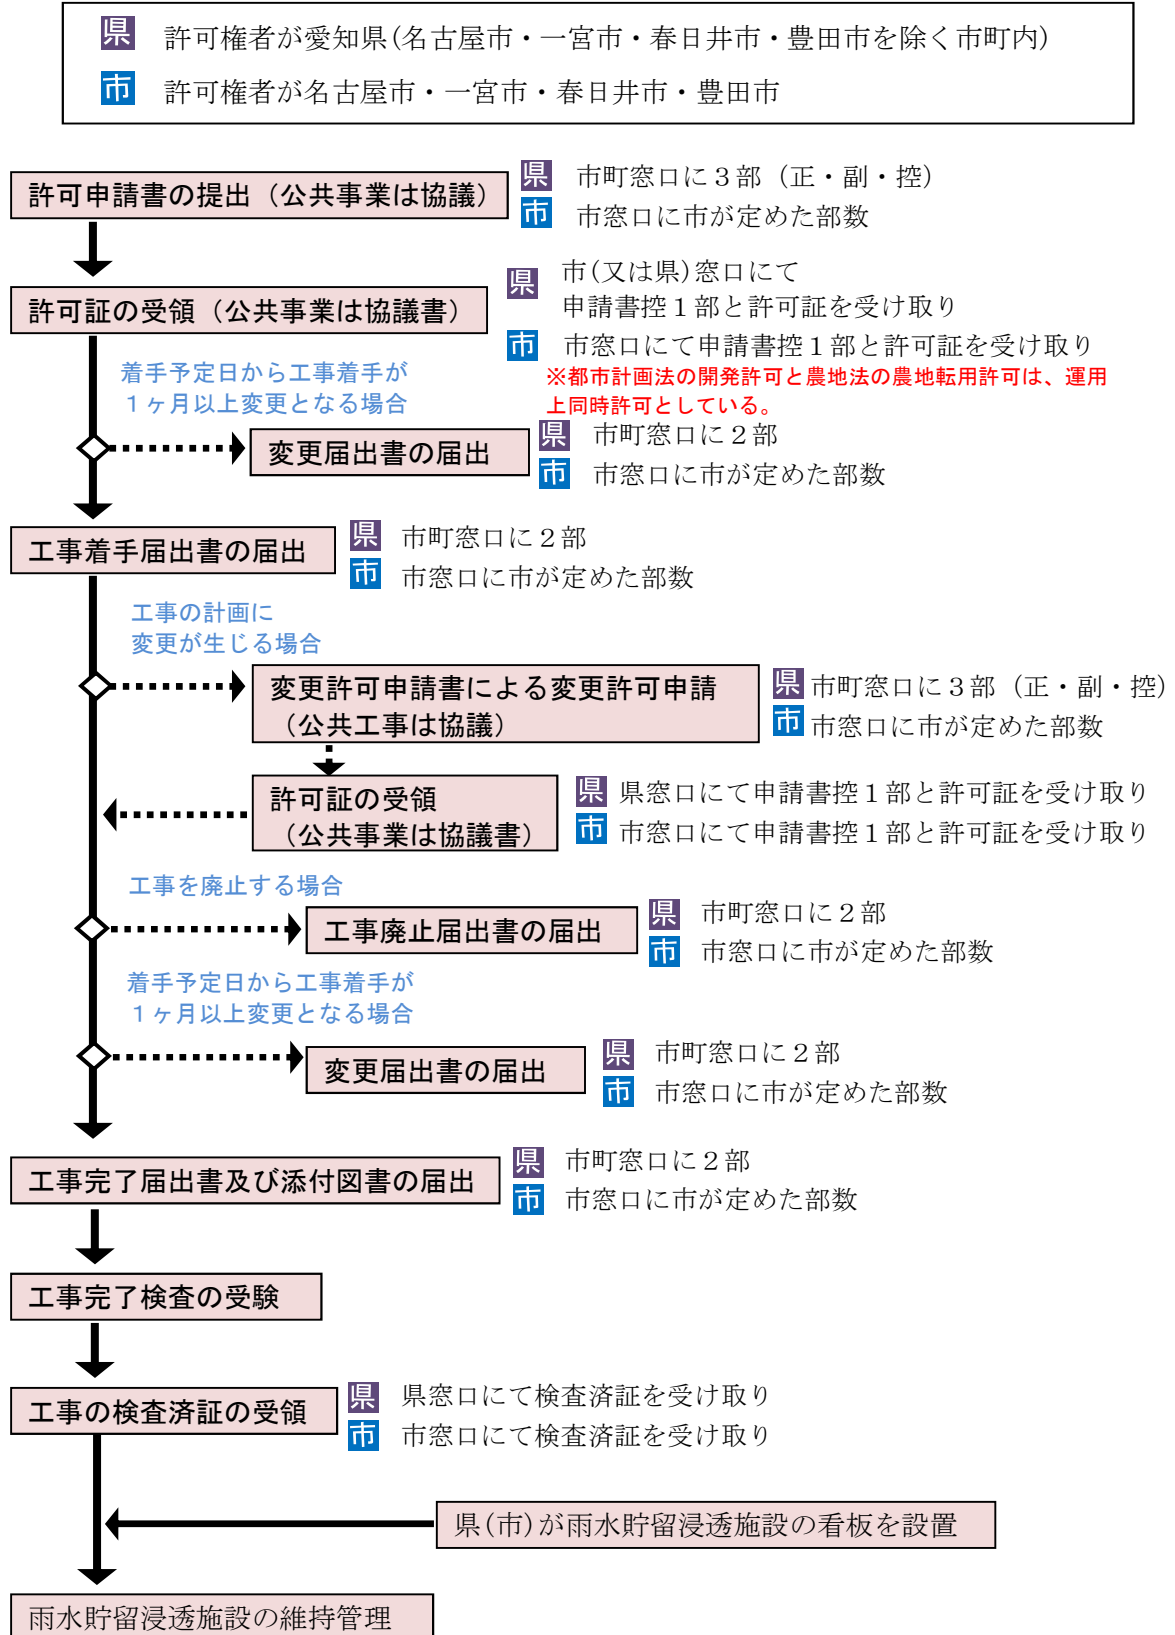 県 許可権者が愛知県(名古屋市・一宮市・春日井市・豊田市を除く市町内)
市 許可権者が名古屋市・一宮市・春日井市・豊田市
許可申請書の提出（公共事業は協議）
県 市町窓口に３部（正・副・控）
市 市窓口に市が定めた部数
許可証の受領（公共事業は協議書）
県 市(又は県)窓口にて
申請書控１部と許可証を受け取り
市 市窓口にて申請書控１部と許可証を受け取り
※都市計画法の開発許可と農地法の農地転用許可は、運用
上同時許可としている。
着手予定日から工事着手が
１ヶ月以上変更となる場合
変更届出書の届出
県 市町窓口に２部
市 市窓口に市が定めた部数
工事着手届出書の届出
県 市町窓口に２部
市 市窓口に市が定めた部数
工事の計画に
変更が生じる場合
変更許可申請書による変更許可申請
（公共工事は協議）
県 市町窓口に３部（正・副・控）
市 市窓口に市が定めた部数
許可証の受領
（公共事業は協議書）
県 県窓口にて申請書控１部と許可証を受け取り
市 市窓口にて申請書控１部と許可証を受け取り
工事を廃止する場合
工事廃止届出書の届出
県 市町窓口に２部
市 市窓口に市が定めた部数
着手予定日から工事着手が
１ヶ月以上変更となる場合
変更届出書の届出
県 市町窓口に２部
市 市窓口に市が定めた部数
工事完了届出書及び添付図書の届出
県 市町窓口に２部
市 市窓口に市が定めた部数
工事完了検査の受験
工事の検査済証の受領
県 県窓口にて検査済証を受け取り
市 市窓口にて検査済証を受け取り
県(市)が雨水貯留浸透施設の看板を設置
雨水貯留浸透施設の維持管理